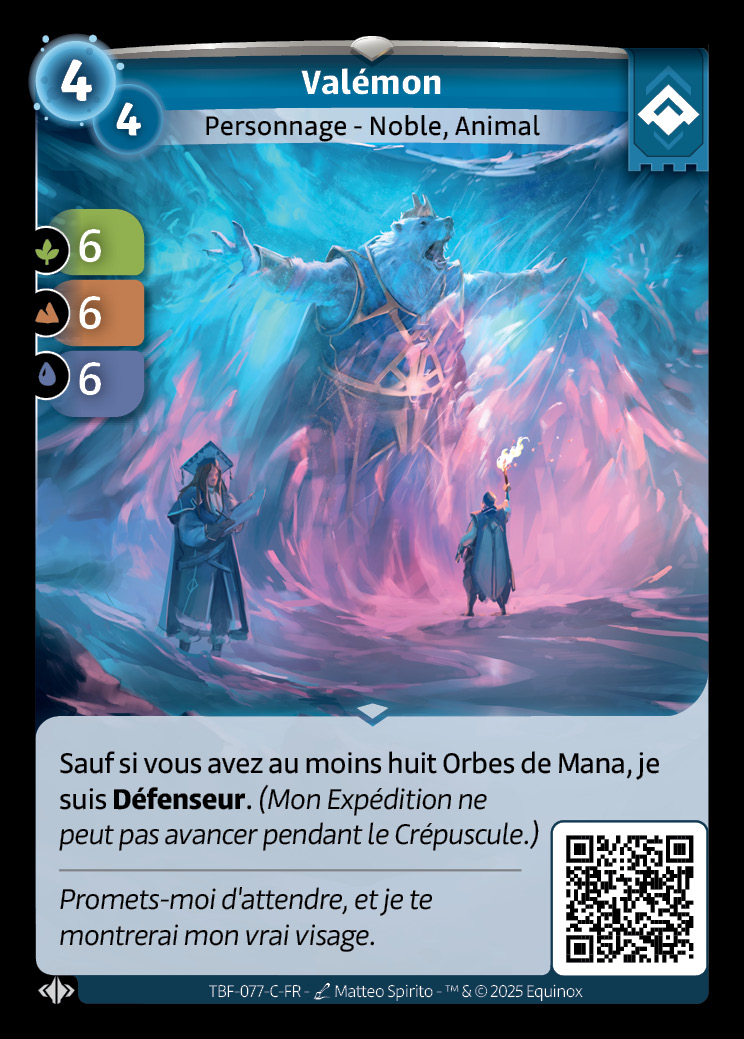 4
Valémon
4
Personnage - Noble, Animal
6
6
6
Sauf si vous avez au moins huit Orbes de Mana, je
suis Défenseur. (Mon Expédition ne
peut pas avancer pendant le Crépuscule.)
Promets-moi d'attendre, et je te
montrerai mon vrai visage.
TBF-077-C-FR - Matteo Spirito - ™ & © 2025 Equinox